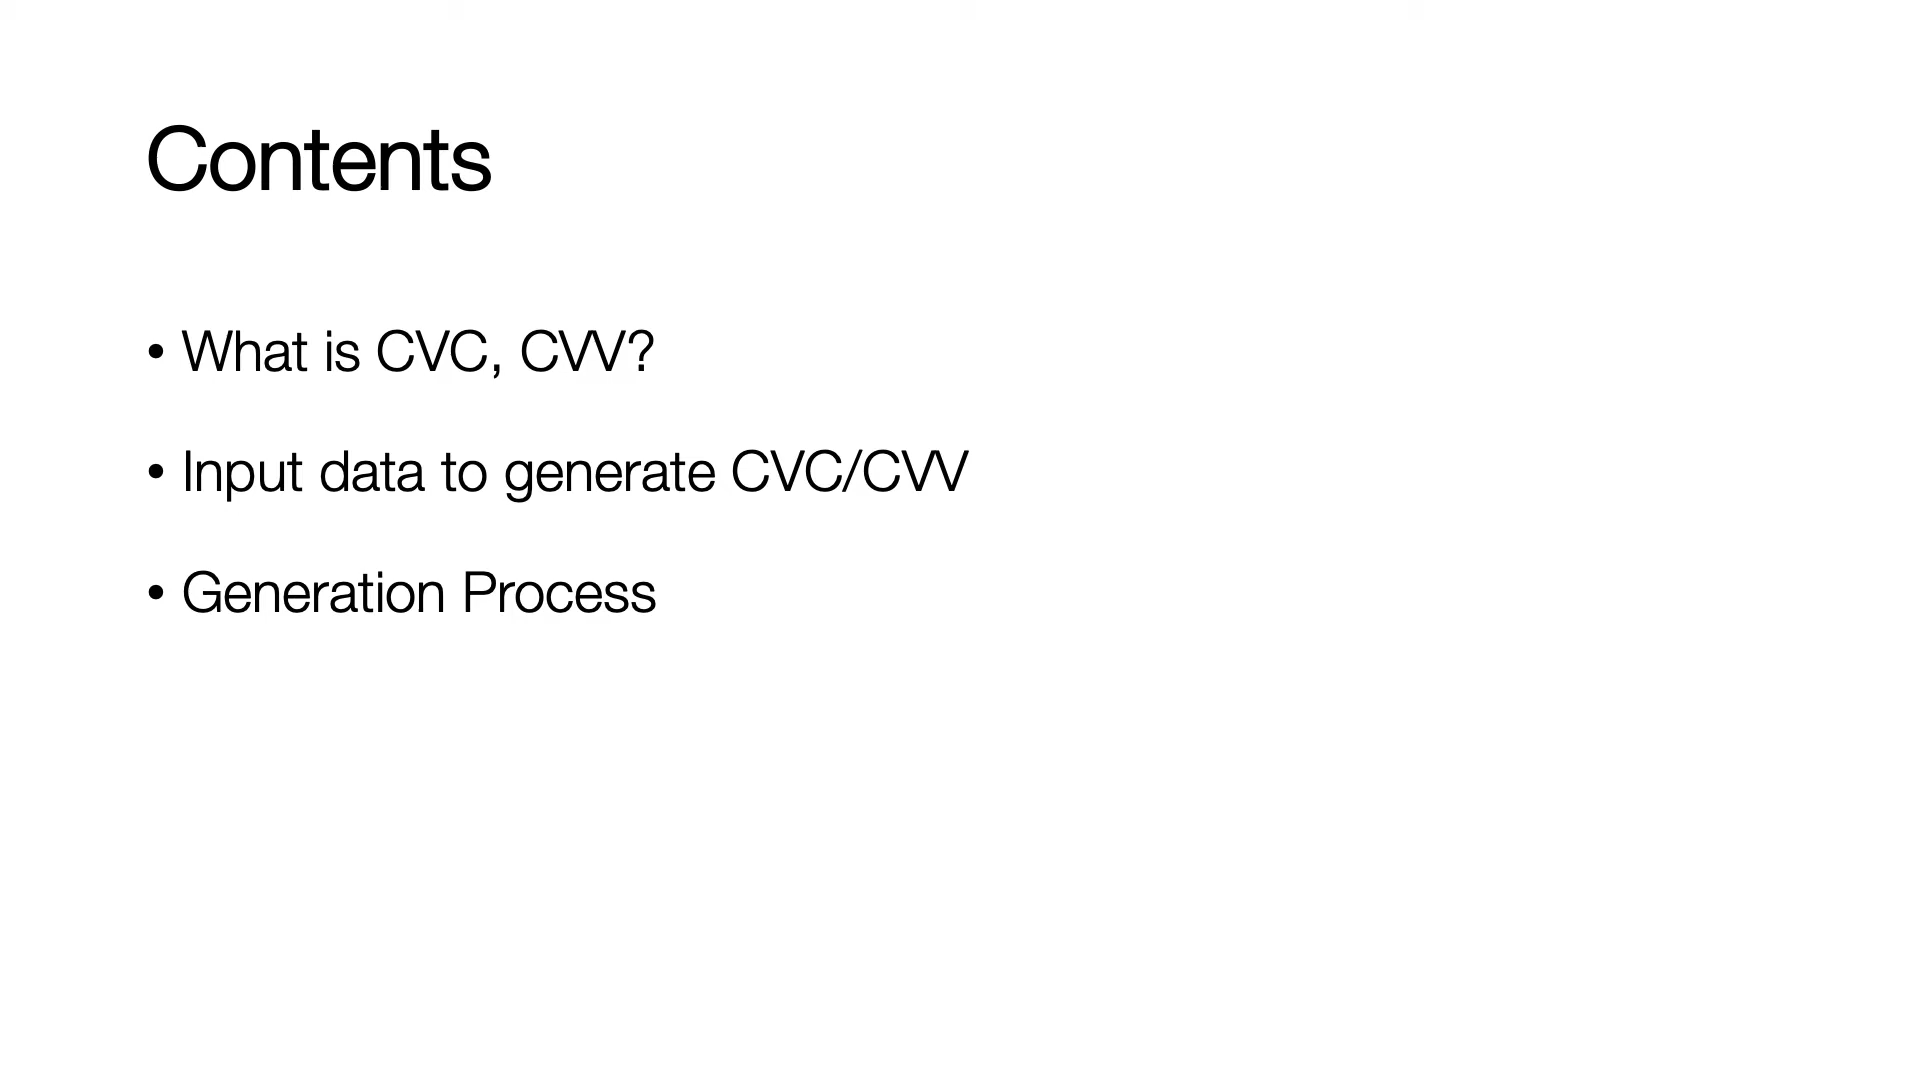 Contents
• What is CVC, CVV?
• Input data to generate CVC/CVV
• Generation Process